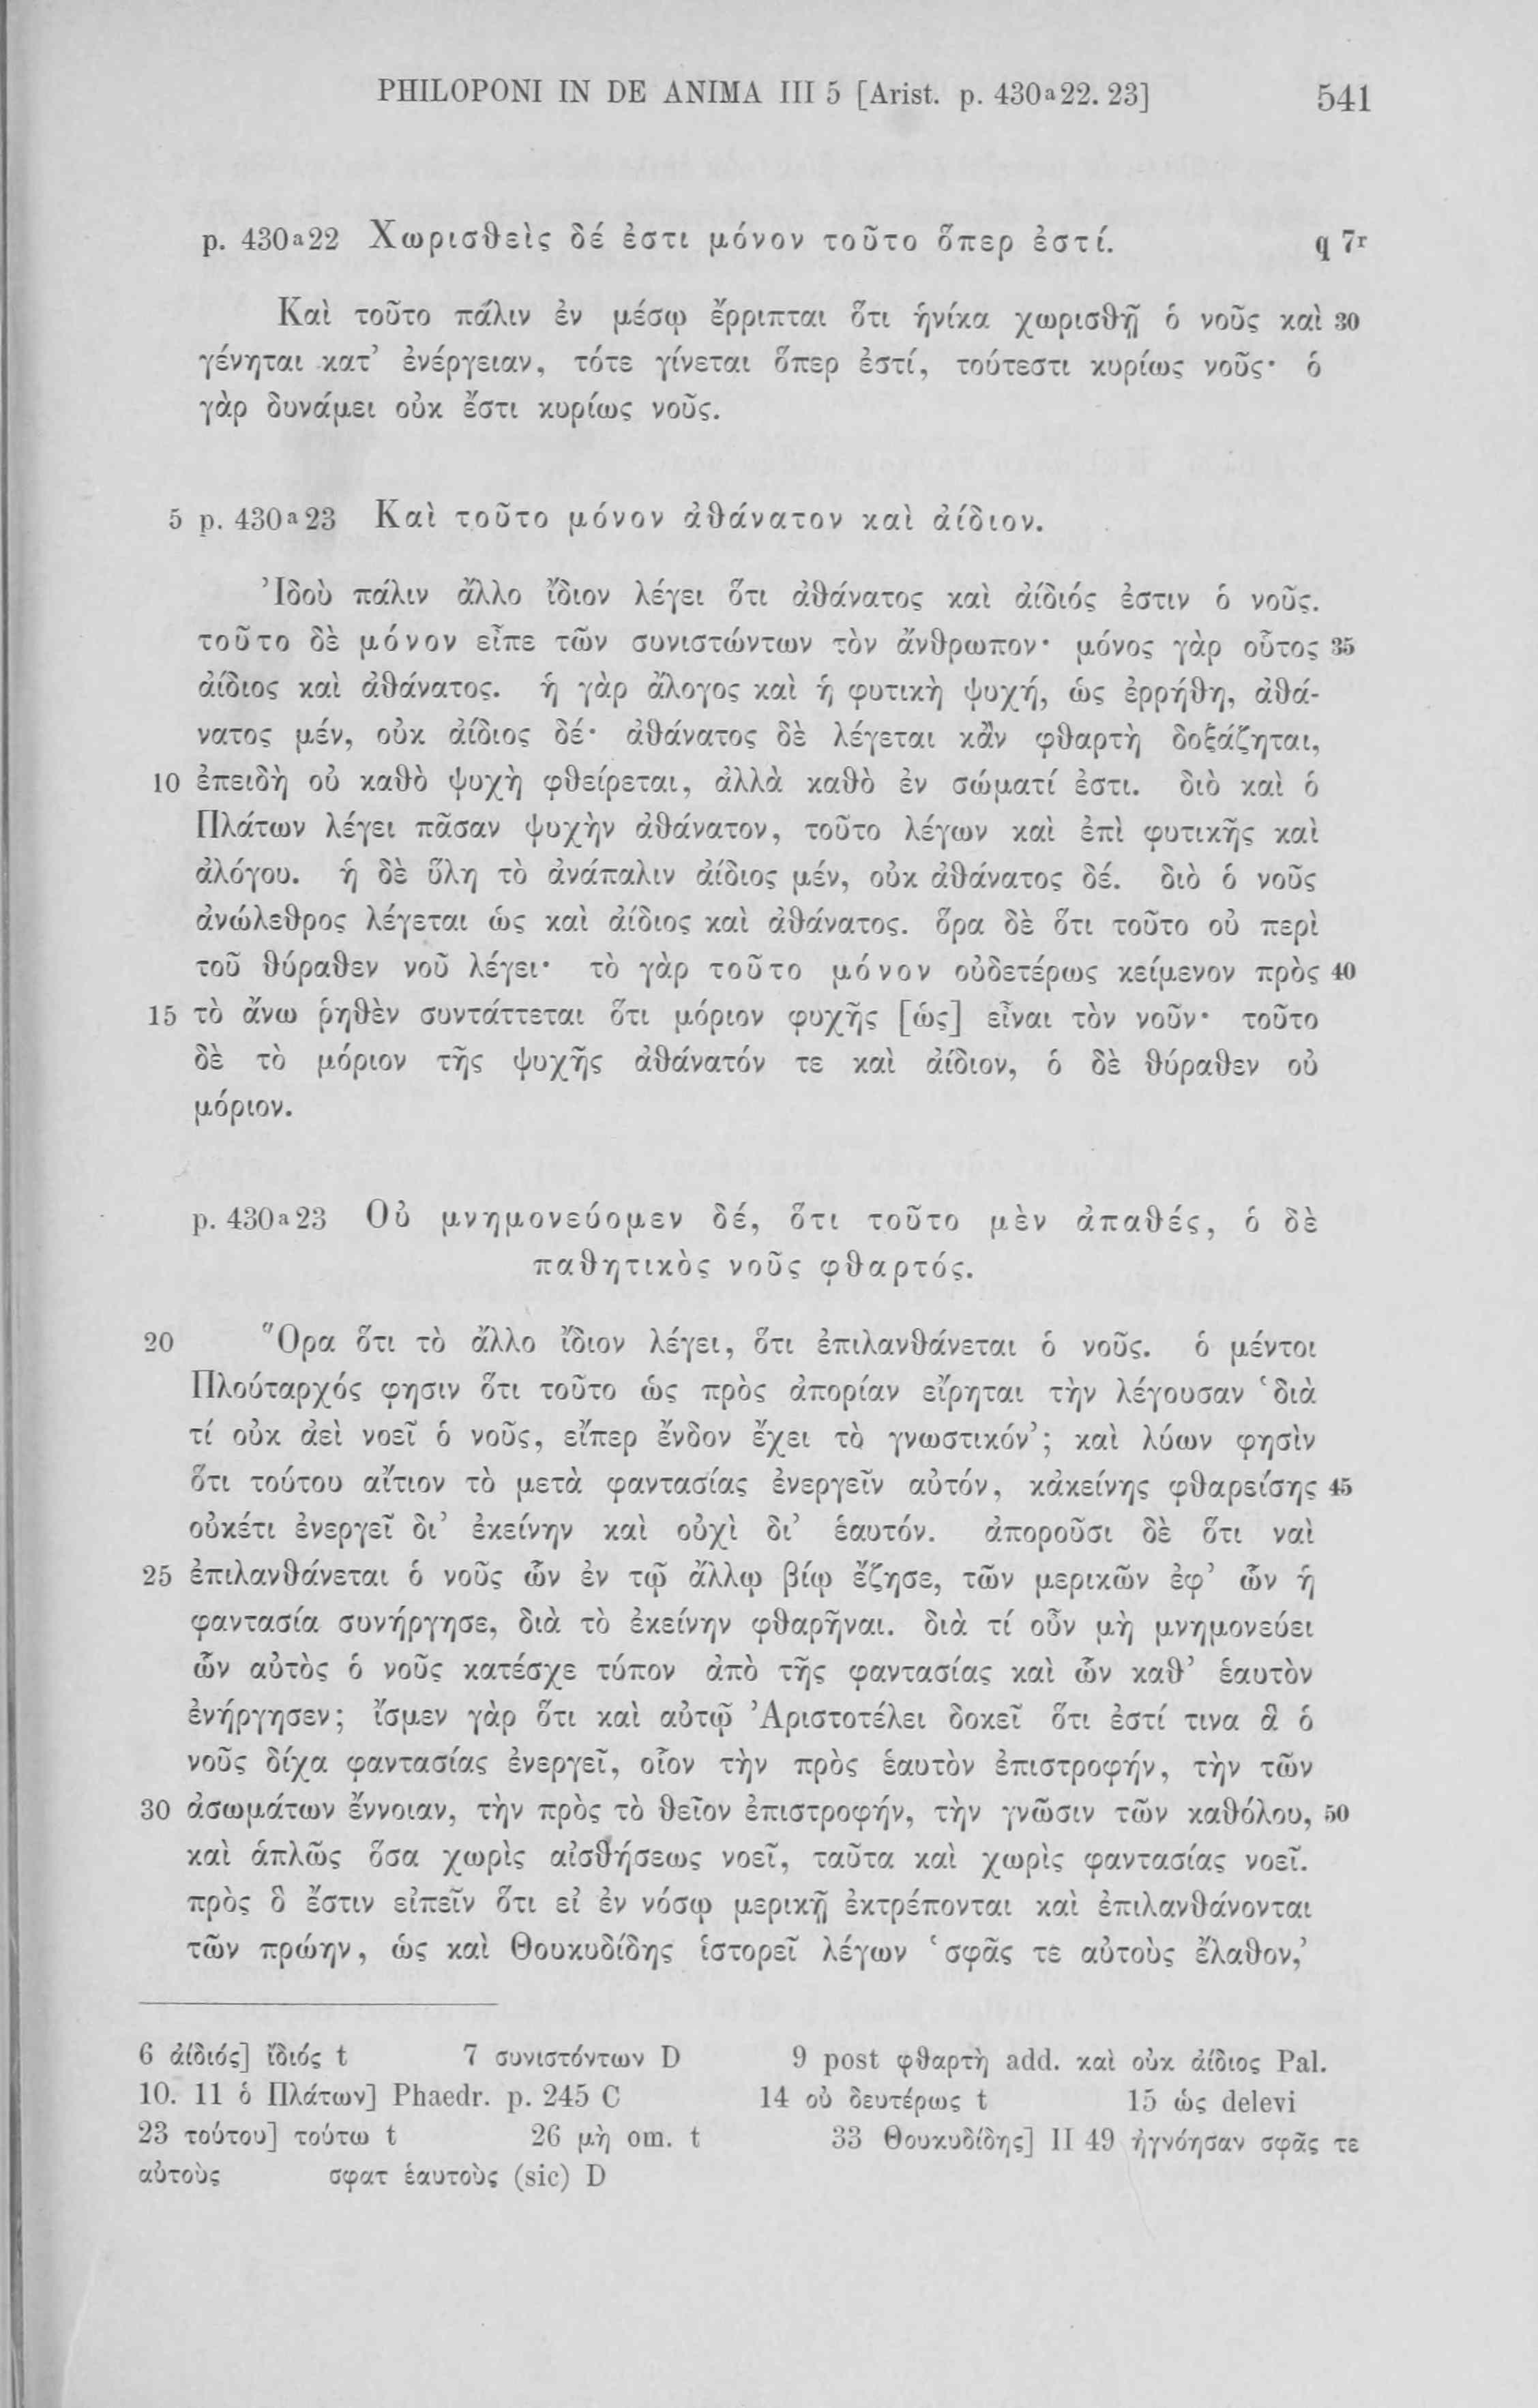 PHILOPONI IN DE ANIMA III 5 [Arist. p. 430ᵃ22. 23] 541
p. 430ᵃ22 Χωρισθεὶς δέ ἐστι μόνον τοῦτο ὅπερ ἐστί. q 7ʳ
Καὶ τοῦτο πάλιν ἐν μέσῳ ἔρριπται ὅτι ἡνίκα χωρισθῇ ὁ νοῦς καὶ 30
γένηται κατ’ ἐνέργειαν, τότε γίνεται ὅπερ ἐστί, τούτεστι κυρίως νοῦς· ὁ
γὰρ δυνάμει οὐκ ἔστι κυρίως νοῦς.
5 p. 430ᵃ23 Καὶ τοῦτο μόνον ἀθάνατον καὶ ἀίδιον.
Ἰδοὺ πάλιν ἄλλο ἴδιον λέγει ὅτι ἀθάνατος καὶ ἀίδιός ἐστιν ὁ νοῦς.
τοῦτο δὲ μόνον εἶπε τῶν συνιστώντων τὸν ἄνθρωπον· μόνος γὰρ οὗτος 35
ἀίδιος καὶ ἀθάνατος. ἡ γὰρ ἄλογος καὶ ἡ φυτικὴ ψυχή, ὡς ἐρρήθη, ἀθά-
νατος μέν, οὐκ ἀίδιος δέ· ἀθάνατος δὲ λέγεται κἂν φθαρτὴ δοξάζηται,
10 ἐπειδὴ οὐ καθὸ ψυχὴ φθείρεται, ἀλλὰ καθὸ ἐν σώματί ἐστι. διὸ καὶ ὁ
Πλάτων λέγει πᾶσαν ψυχὴν ἀθάνατον, τοῦτο λέγων καὶ ἐπὶ φυτικῆς καὶ
ἀλόγου. ἡ δὲ ὕλη τὸ ἀνάπαλιν ἀίδιος μέν, οὐκ ἀθάνατος δέ. διὸ ὁ νοῦς
ἀνώλεθρος λέγεται ὡς καὶ ἀίδιος καὶ ἀθάνατος. ὅρα δὲ ὅτι τοῦτο οὐ περὶ
τοῦ θύραθεν νοῦ λέγει· τὸ γὰρ τοῦτο μόνον οὐδετέρως κείμενον πρὸς 40
15 τὸ ἄνω ῥηθὲν συντάττεται ὅτι μόριον φυχῆς [ὡς] εἶναι τὸν νοῦν· τοῦτο
δὲ τὸ μόριον τῆς ψυχῆς ἀθάνατόν τε καὶ ἀίδιον, ὁ δὲ θύραθεν οὐ
μόριον.
p. 430ᵃ23 Οὐ μνημονεύομεν δέ, ὅτι τοῦτο μὲν ἀπαθές, ὁ δὲ
παθητικὸς νοῦς φθαρτός.
20 Ὅρα ὅτι τὸ ἄλλο ἴδιον λέγει, ὅτι ἐπιλανθάνεται ὁ νοῦς. ὁ μέντοι
Πλούταρχός φησιν ὅτι τοῦτο ὡς πρὸς ἀπορίαν εἴρηται τὴν λέγουσαν ‘διὰ
τί οὐκ ἀεὶ νοεῖ ὁ νοῦς, εἴπερ ἔνδον ἔχει τὸ γνωστικόν’; καὶ λύων φησὶν
ὅτι τούτου αἴτιον τὸ μετὰ φαντασίας ἐνεργεῖν αὐτόν, κἀκείνης φθαρείσης 45
οὐκέτι ἐνεργεῖ δι’ ἐκείνην καὶ οὐχὶ δι’ ἑαυτόν. ἀποροῦσι δὲ ὅτι ναὶ
25 ἐπιλανθάνεται ὁ νοῦς ὧν ἐν τῷ ἄλλῳ βίῳ ἔζησε, τῶν μερικῶν ἐφ’ ὧν ἡ
φαντασία συνήργησε, διὰ τὸ ἐκείνην φθαρῆναι. διὰ τί οὖν μὴ μνημονεύει
ὧν αὐτὸς ὁ νοῦς κατέσχε τύπον ἀπὸ τῆς φαντασίας καὶ ὧν καθ’ ἑαυτὸν
ἐνήργησεν; ἴσμεν γὰρ ὅτι καὶ αὐτῷ Ἀριστοτέλει δοκεῖ ὅτι ἐστί τινα ἃ ὁ
νοῦς δίχα φαντασίας ἐνεργεῖ, οἷον τὴν πρὸς ἑαυτὸν ἐπιστροφήν, τὴν τῶν
30 ἀσωμάτων ἔννοιαν, τὴν πρὸς τὸ θεῖον ἐπιστροφήν, τὴν γνῶσιν τῶν καθόλου, 50
καὶ ἁπλῶς ὅσα χωρὶς αἰσθήσεως νοεῖ, ταῦτα καὶ χωρὶς φαντασίας νοεῖ.
πρὸς ὃ ἔστιν εἰπεῖν ὅτι εἰ ἐν νόσῳ μερικῇ ἐκτρέπονται καὶ ἐπιλανθάνονται
τῶν πρώην, ὡς καὶ Θουκυδίδης ἱστορεῖ λέγων ‘σφᾶς τε αὐτοὺς ἔλαθον,’
6 ἀίδιός] ἴδιός t 7 συνιστόντων D 9 post φθαρτὴ add. καὶ οὐκ ἀίδιος Pal.
10. 11 ὁ Πλάτων] Phaedr. p. 245 C 14 οὐ δευτέρως t 15 ὡς delevi
23 τούτου] τούτω t 26 μὴ om. t 33 Θουκυδίδης] II 49 ἠγνόησαν σφᾶς τε
αὐτοὺς σφατ ἑαυτοὺς (sic) D